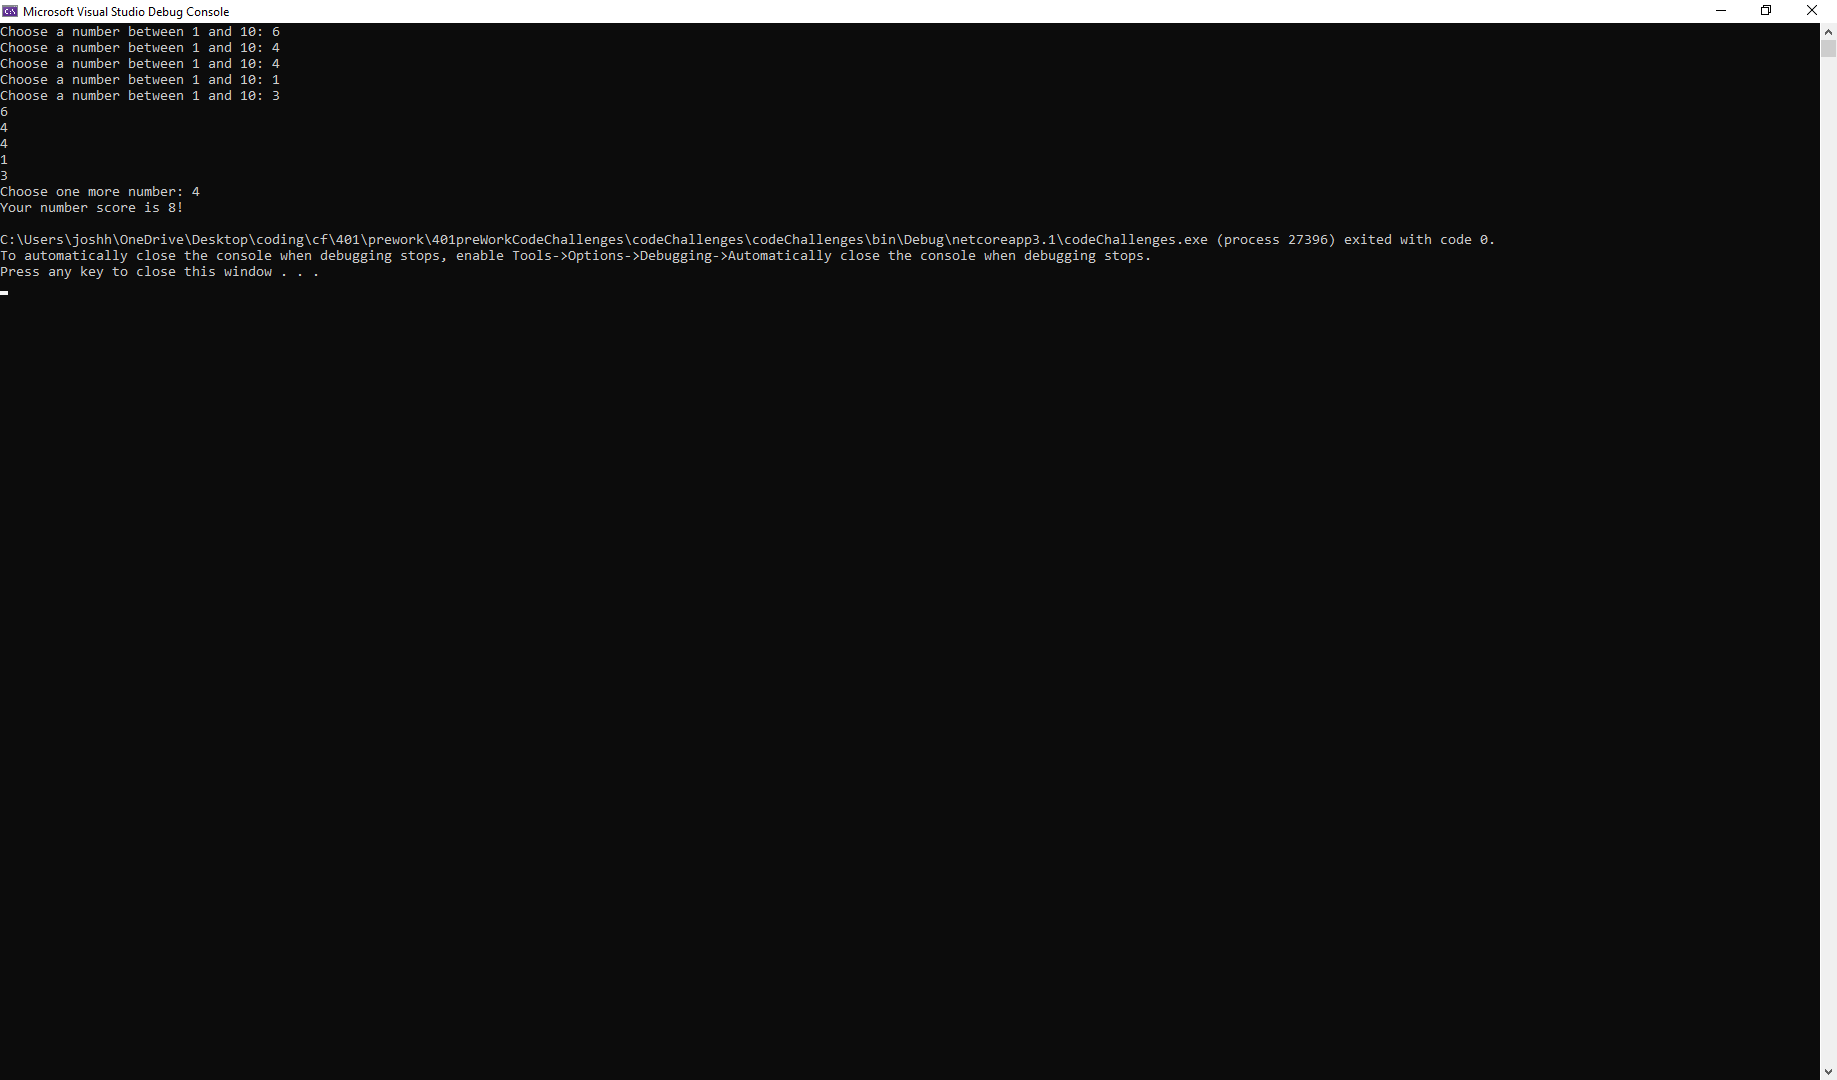 Microsoft Visual Studio Debug Console
Choose a number between 1 and 10: 6
Choose a number between 1 and 10: 4
Choose a number between 1 and 10: 4
Choose a number between 1 and 10: 1
Choose a number between 1 and 10: 3
6
4
4
1
3
Choose one more number: 4
Your number score is 8!
C:\Users\joshh\OneDrive\Desktop\coding\cf\401\prework\401preWorkCodeChallenges\codeChallenges\codeChallenges\bin\Debug\netcoreapp3.1\codeChallenges.exe (process 27396) exited with code 0.
To automatically close the console when debugging stops, enable Tools->Options->Debugging->Automatically close the console when debugging stops.
Press any key to close this window . . .